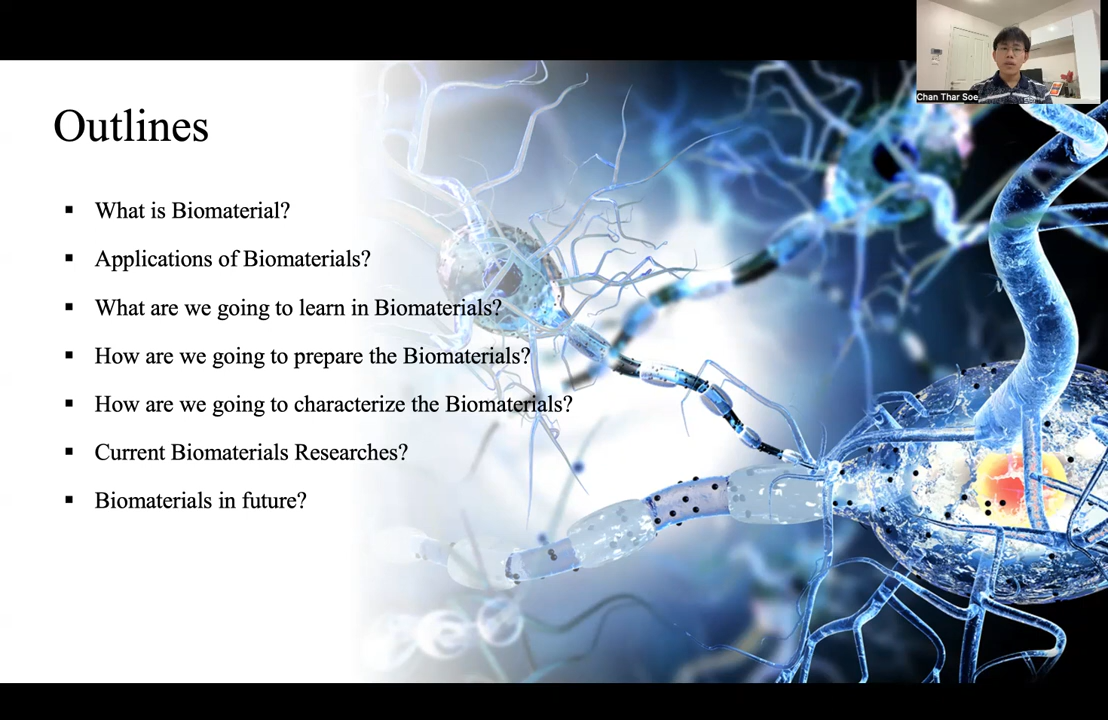 Chan Thar Soe
Outlines
▪ What is Biomaterial?
▪ Applications of Biomaterials?
▪ What are we going to learn in Biomaterials?
▪ How are we going to prepare the Biomaterials?
▪ How are we going to characterize the Biomaterials?
▪ Current Biomaterials Researches?
▪ Biomaterials in future?